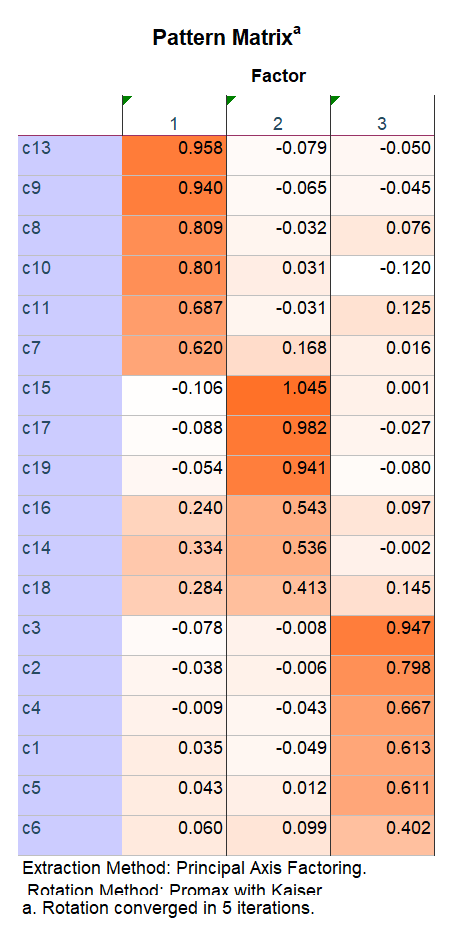 Pattern Matrixa
Factor
1 2 3
c13 0.958 -0.079 -0.050
c9 0.940 -0.065 -0.045
c8 0.809 -0.032 0.076
c10 0.801 0.031 -0.120
c11 0.687 -0.031 0.125
c7 0.620 0.168 0.016
c15 -0.106 1.045 0.001
c17 -0.088 0.982 -0.027
c19 -0.054 0.941 -0.080
c16 0.240 0.543 0.097
c14 0.334 0.536 -0.002
c18 0.284 0.413 0.145
c3 -0.078 -0.008 0.947
c2 -0.038 -0.006 0.798
c4 -0.009 -0.043 0.667
c1 0.035 -0.049 0.613
c5 0.043 0.012 0.611
c6 0.060 0.099 0.402
Extraction Method: Principal Axis Factoring.
Rotation Method: Promax with Kaiser
a. Rotation converged in 5 iterations.